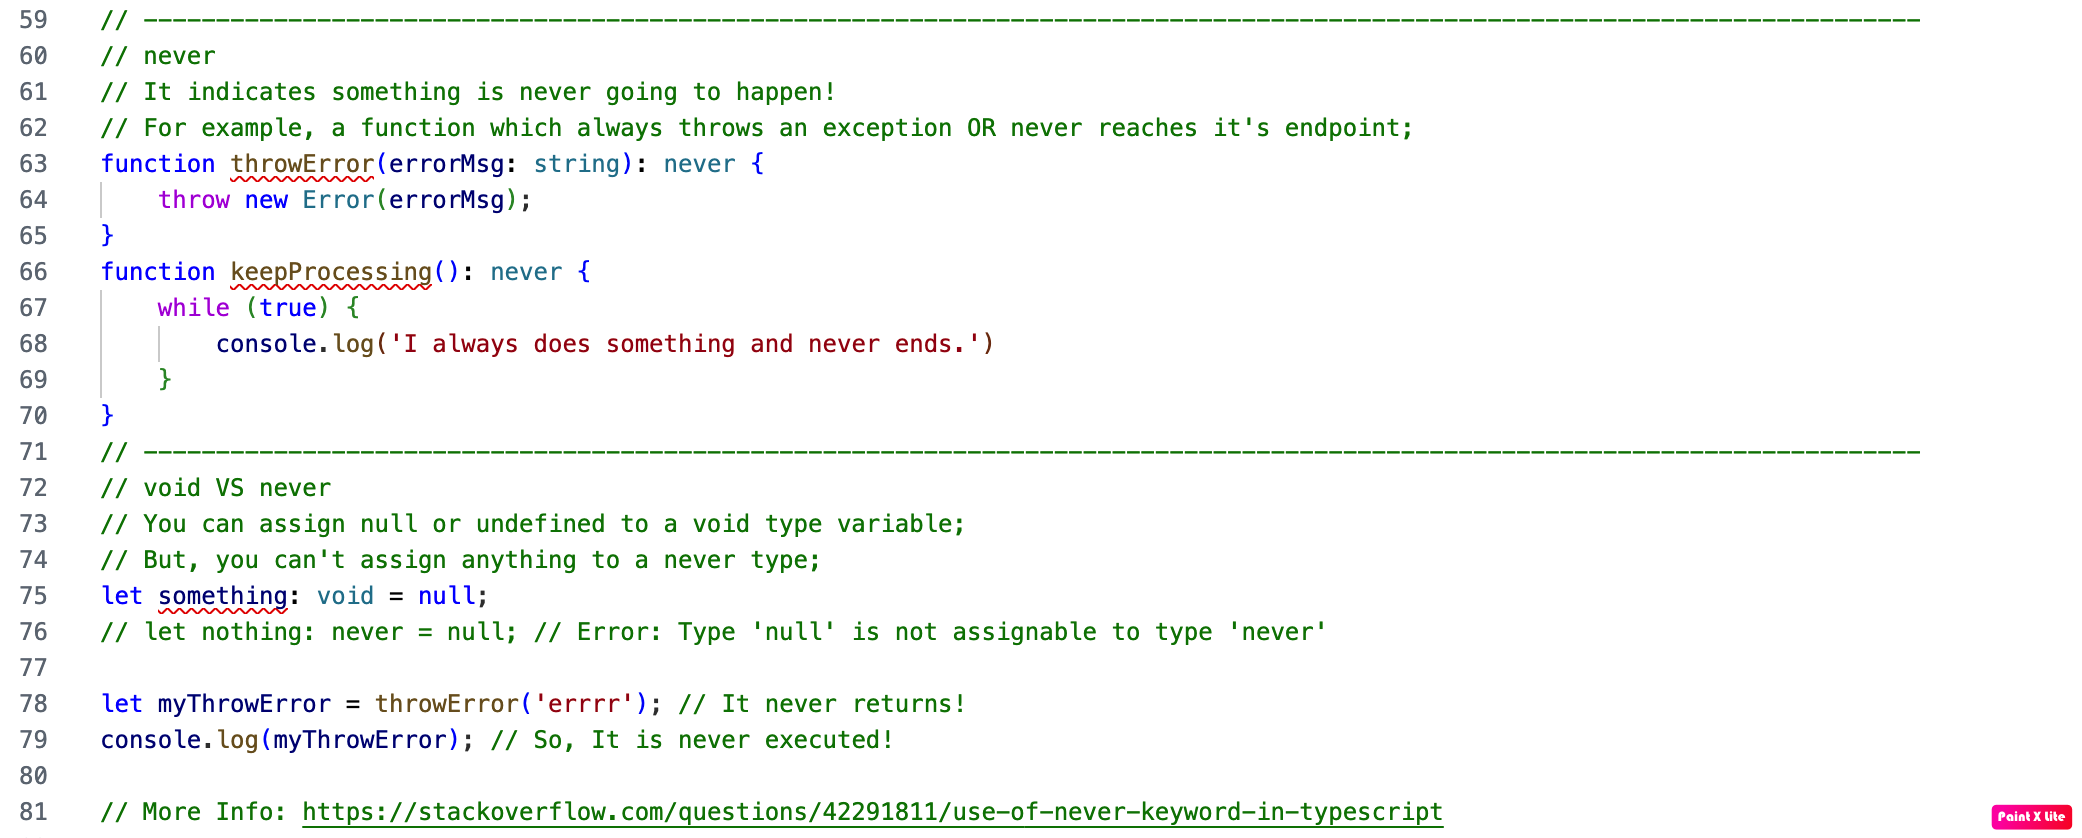 59 // ---------------------------------------------------------------------------------------------------------------------------
60 // never
61 // It indicates something is never going to happen!
62 // For example, a function which always throws an exception OR never reaches it's endpoint;
63 function throwError(errorMsg: string): never {
64     throw new Error(errorMsg);
65 }
66 function keepProcessing(): never {
67     while (true) {
68         console.log('I always does something and never ends.')
69     }
70 }
71 // ---------------------------------------------------------------------------------------------------------------------------
72 // void VS never
73 // You can assign null or undefined to a void type variable;
74 // But, you can't assign anything to a never type;
75 let something: void = null;
76 // let nothing: never = null; // Error: Type 'null' is not assignable to type 'never'
77
78 let myThrowError = throwError('errrr'); // It never returns!
79 console.log(myThrowError); // So, It is never executed!
80
81 // More Info: https://stackoverflow.com/questions/42291811/use-of-never-keyword-in-typescript
Paint X Lite